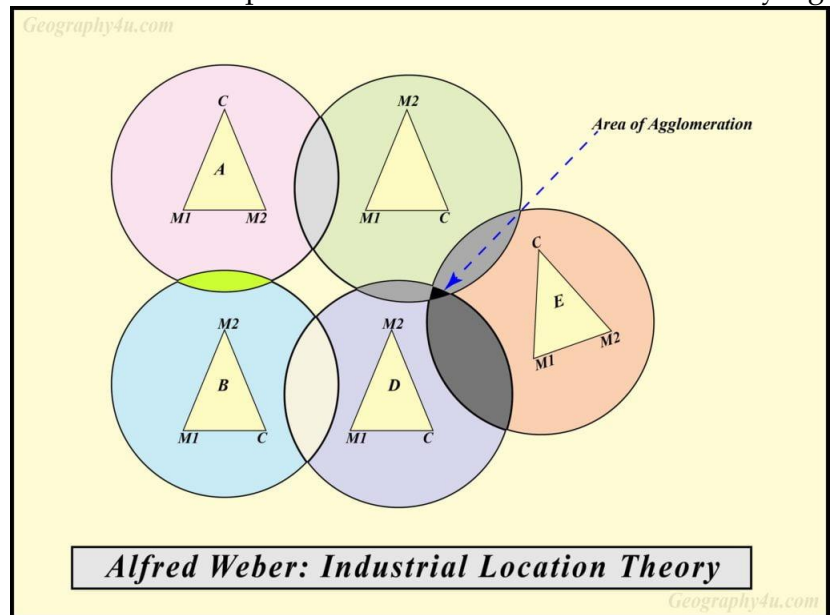 Geography4u.com
C
A
M1 M2
M2
M1 C
Area of Agglomeration
C
E
M1 M2
M2
B
M1 C
M2
D
M1 C
Alfred Weber: Industrial Location Theory
Geography4u.com